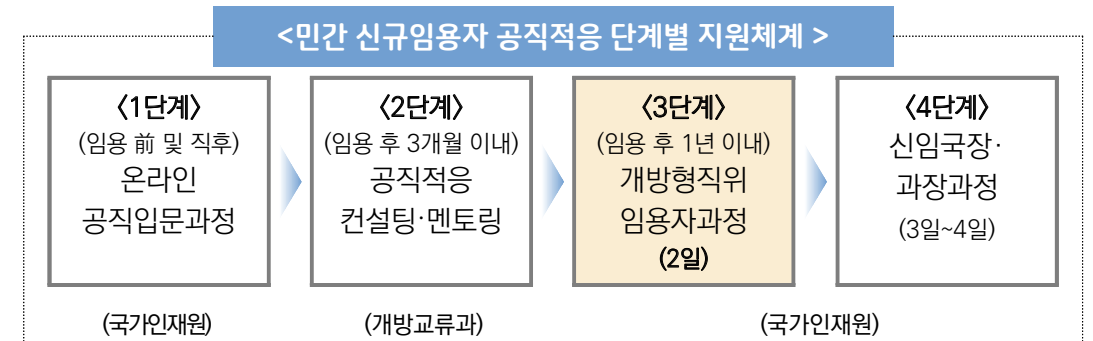 <민간 신규임용자 공직적응 단계별 지원체계 >
〈1단계〉
(임용 前 및 직후)
온라인
공직입문과정
〈2단계〉
(임용 후 3개월 이내)
공직적응
컨설팅·멘토링
〈3단계〉
(임용 후 1년 이내)
개방형직위
임용자과정
(2일)
〈4단계〉
신임국장·
과장과정
(3일~4일)
(국가인재원)
(개방교류과)
(국가인재원)